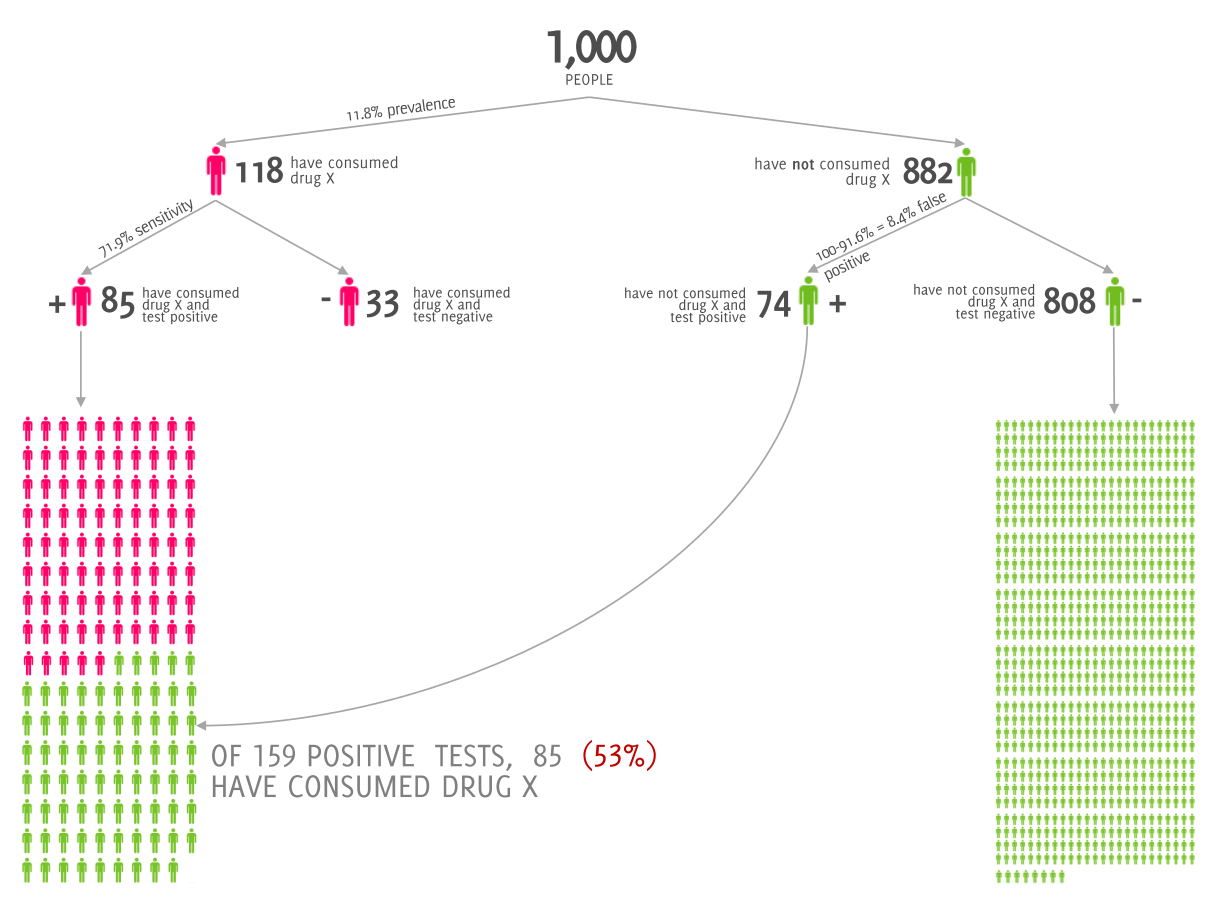 1,000
PEOPLE
11.8% prevalence
118 have consumed
drug X
have not consumed
drug X 882
71.9% sensitivity
100-91.6% = 8.4% false
positive
+ 85 have consumed
drug X and
test positive
- 33 have consumed
drug X and
test negative
have not consumed
drug X and
test positive 74 +
have not consumed
drug X and
test negative 808 -
OF 159 POSITIVE TESTS, 85 (53%)
HAVE CONSUMED DRUG X